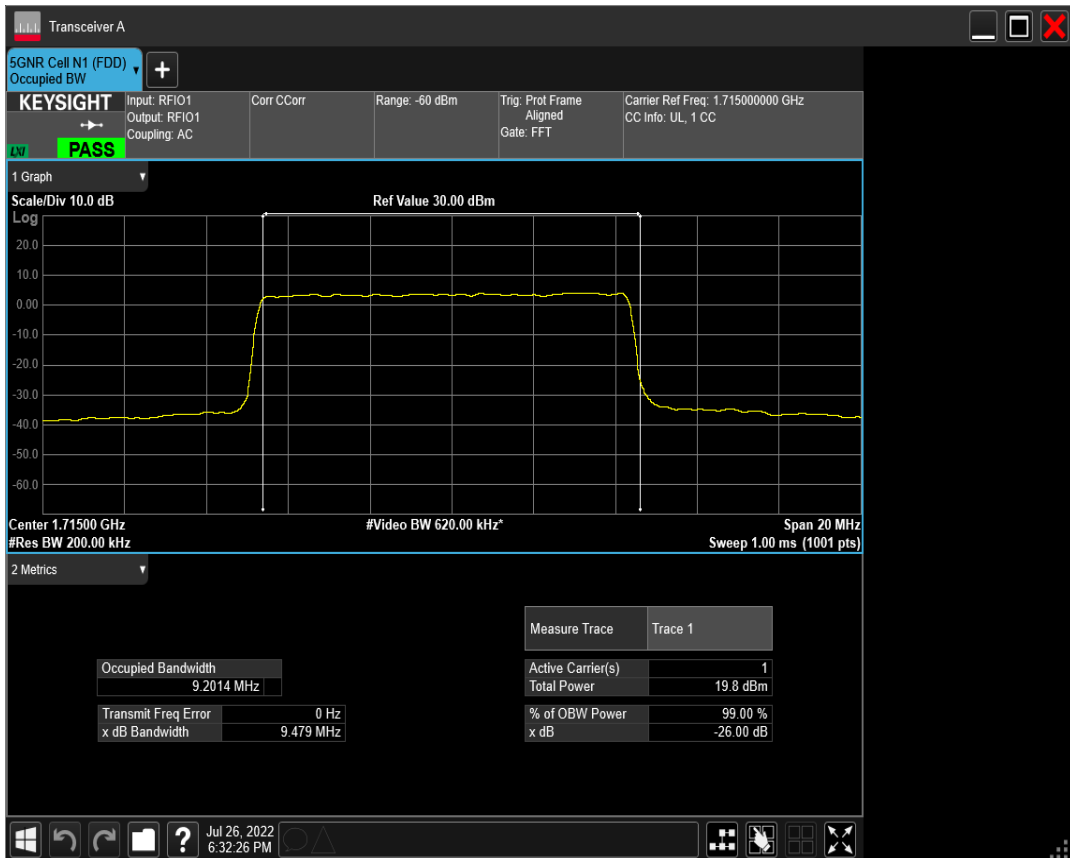 Transceiver A
5GNR Cell N1 (FDD)
Occupied BW
KEYSIGHT
LXI
PASS
Input: RFIO1
Output: RFIO1
Coupling: AC
Corr CCorr
Range: -60 dBm
Trig: Prot Frame
Aligned
Gate: FFT
Carrier Ref Freq: 1.715000000 GHz
CC Info: UL, 1 CC
1 Graph
Scale/Div 10.0 dB
Ref Value 30.00 dBm
Log
20.0
10.0
0.00
-10.0
-20.0
-30.0
-40.0
-50.0
-60.0
Center 1.71500 GHz
#Video BW 620.00 kHz*
Span 20 MHz
#Res BW 200.00 kHz
Sweep 1.00 ms (1001 pts)
2 Metrics
Measure Trace Trace 1
Occupied Bandwidth
9.2014 MHz
Active Carrier(s) 1
Total Power 19.8 dBm
Transmit Freq Error 0 Hz
x dB Bandwidth 9.479 MHz
% of OBW Power 99.00 %
x dB -26.00 dB
?
Jul 26, 2022
6:32:26 PM